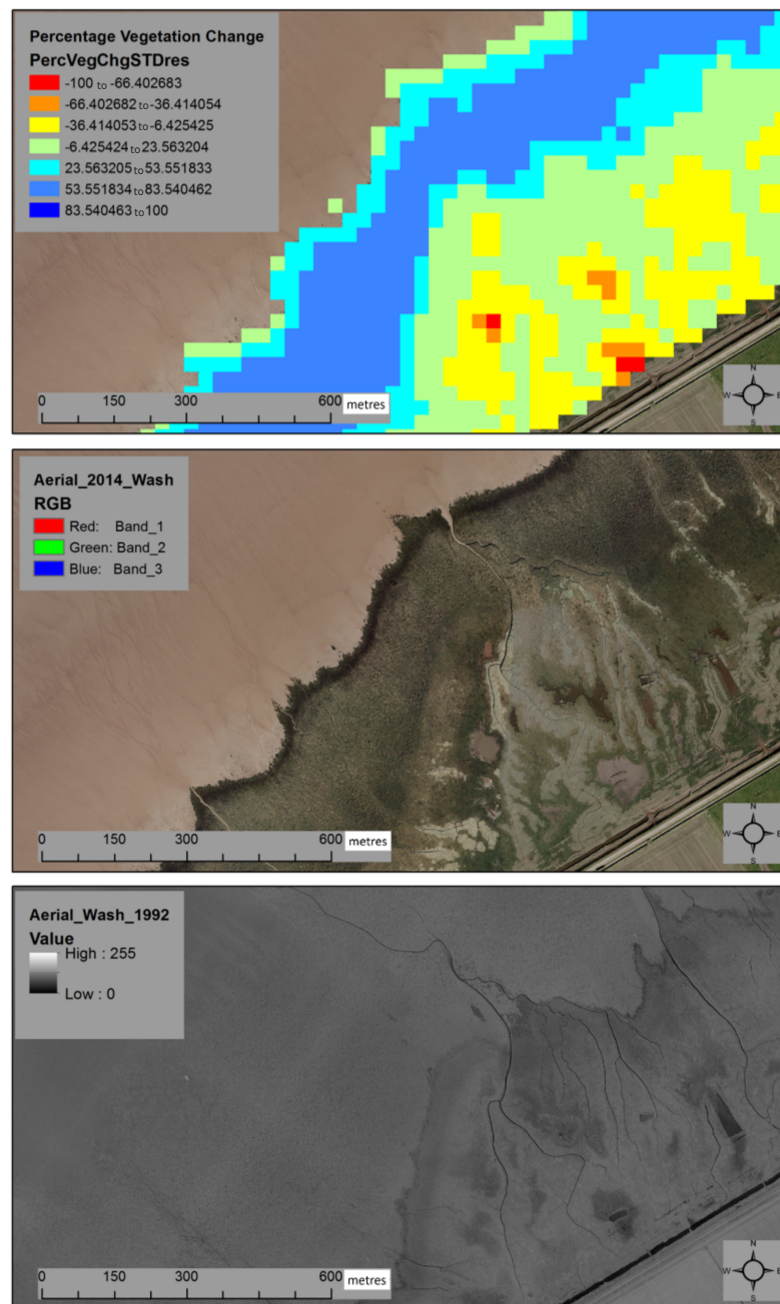 Percentage Vegetation Change
PercVegChgSTDres
-100 to -66.402683
-66.402682 to -36.414054
-36.414053 to -6.425425
-6.425424 to 23.563204
23.563205 to 53.551833
53.551834 to 83.540462
83.540463 to 100
0 150 300 600 metres
N
W E
S
Aerial_2014_Wash
RGB
Red: Band_1
Green: Band_2
Blue: Band_3
0 150 300 600 metres
N
W E
S
Aerial_Wash_1992
Value
High : 255
Low : 0
0 150 300 600 metres
N
W E
S